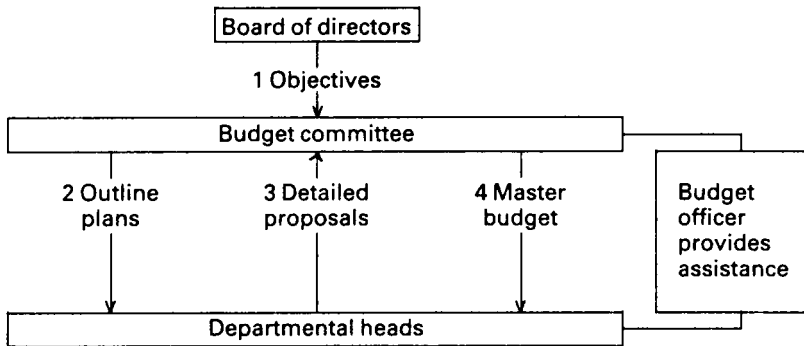 Board of directors
1 Objectives
Budget committee
2 Outline
plans
3 Detailed
proposals
4 Master
budget
Budget
officer
provides
assistance
Departmental heads